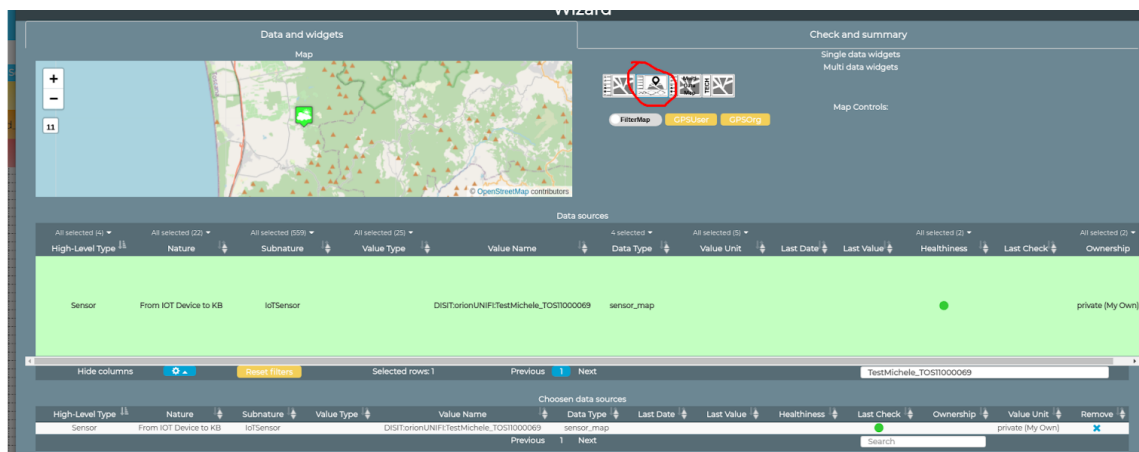 Wizard
Data and widgets
Check and summary
Map
+
−
11
© OpenStreetMap contributors
Single data widgets
Multi data widgets
Map Controls:
FilterMap GPSUser GPSOrg
Data sources
All selected (4) All selected (22) All selected (559) All selected (25) 4 selected All selected (5) All selected (2) All selected (2)
High-Level Type Nature Subnature Value Type Value Name Data Type Value Unit Last Date Last Value Healthiness Last Check Ownership
Sensor From IOT Device to KB IoTSensor DISIT:orionUNIFI:TestMichele_TOS11000069 sensor_map private (My Own)
Hide columns Reset filters Selected rows: 1 Previous 1 Next TestMichele_TOS11000069
Choosen data sources
High-Level Type Nature Subnature Value Type Value Name Data Type Last Date Last Value Healthiness Last Check Ownership Value Unit Remove
Sensor From IOT Device to KB IoTSensor DISIT:orionUNIFI:TestMichele_TOS11000069 sensor_map private (My Own)
Previous 1 Next Search